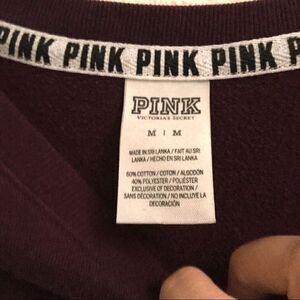 PINK PINK PINK PINK PINK
PINK
VICTORIA'S SECRET
M | M
MADE IN SRI LANKA / FAIT AU SRI
LANKA / HECHO EN SRI LANKA
60% COTTON / COTON / ALGODÓN
40% POLYESTER / POLIÉSTER
EXCLUSIVE OF DECORATION /
SANS DÉCORATION / NO INCLUYE LA
DECORACIÓN